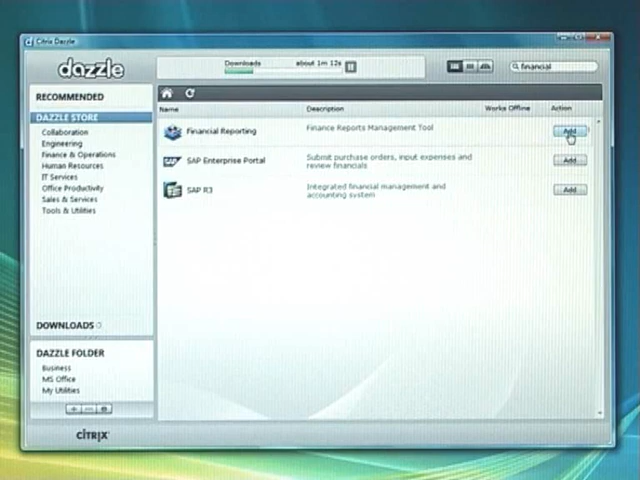 Citrix Dazzle
dazzle
Downloads about 1m 12s
financial
RECOMMENDED
DAZZLE STORE
Collaboration
Engineering
Finance & Operations
Human Resources
IT Services
Office Productivity
Sales & Services
Tools & Utilities
DOWNLOADS
DAZZLE FOLDER
Business
MS Office
My Utilities
CITRIX
Name Description Works Offline Action
Financial Reporting Finance Reports Management Tool Add
SAP Enterprise Portal Submit purchase orders, input expenses and
review financials Add
SAP R3 Integrated financial management and
accounting system Add